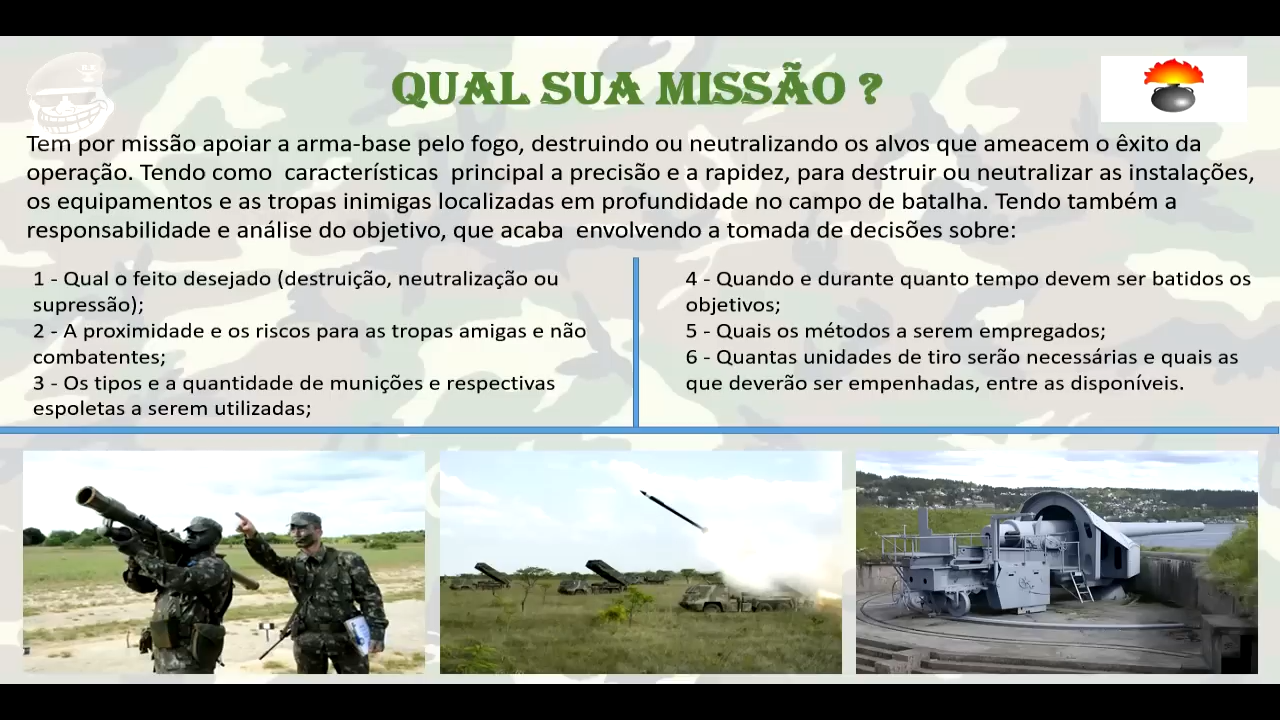 QUAL SUA MISSÃO ?
Tem por missão apoiar a arma-base pelo fogo, destruindo ou neutralizando os alvos que ameacem o êxito da
operação. Tendo como características principal a precisão e a rapidez, para destruir ou neutralizar as instalações,
os equipamentos e as tropas inimigas localizadas em profundidade no campo de batalha. Tendo também a
responsabilidade e análise do objetivo, que acaba envolvendo a tomada de decisões sobre:
1 - Qual o feito desejado (destruição, neutralização ou
supressão);
2 - A proximidade e os riscos para as tropas amigas e não
combatentes;
3 - Os tipos e a quantidade de munições e respectivas
espoletas a serem utilizadas;
4 - Quando e durante quanto tempo devem ser batidos os
objetivos;
5 - Quais os métodos a serem empregados;
6 - Quantas unidades de tiro serão necessárias e quais as
que deverão ser empenhadas, entre as disponíveis.